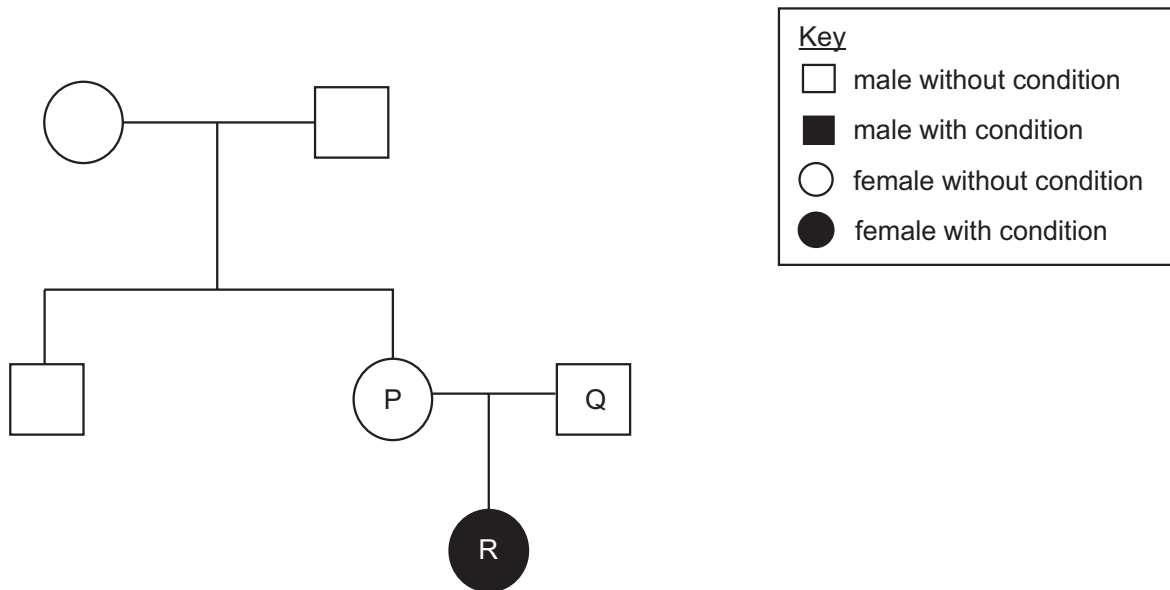 Key
male without condition
male with condition
female without condition
female with condition
P
Q
R